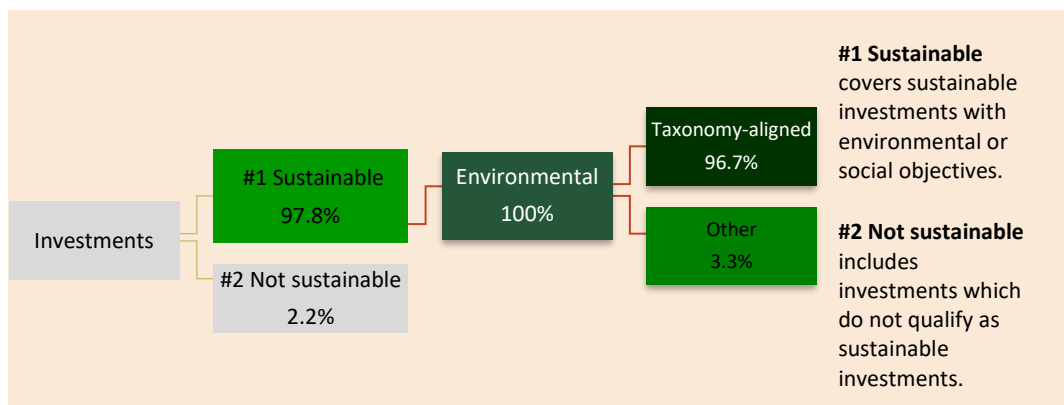 Investments
#1 Sustainable
97.8%
#2 Not sustainable
2.2%
Environmental
100%
Taxonomy-aligned
96.7%
Other
3.3%
#1 Sustainable
covers sustainable
investments with
environmental or
social objectives.
#2 Not sustainable
includes
investments which
do not qualify as
sustainable
investments.